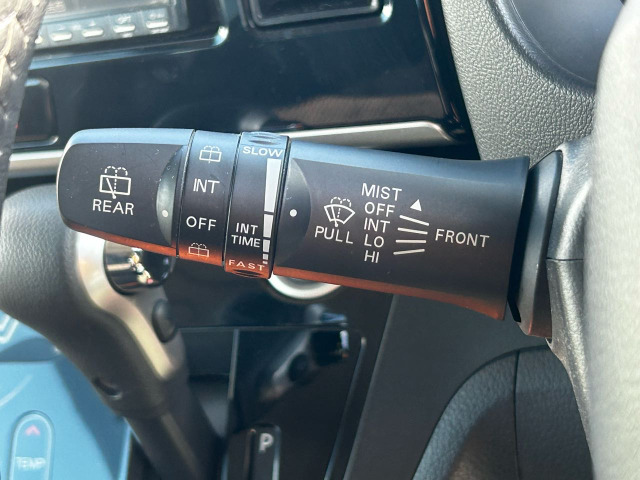 REAR
INT
OFF
SLOW
INT
TIME
FAST
PULL
MIST
OFF
INT
LO
HI
FRONT
P
TEMP